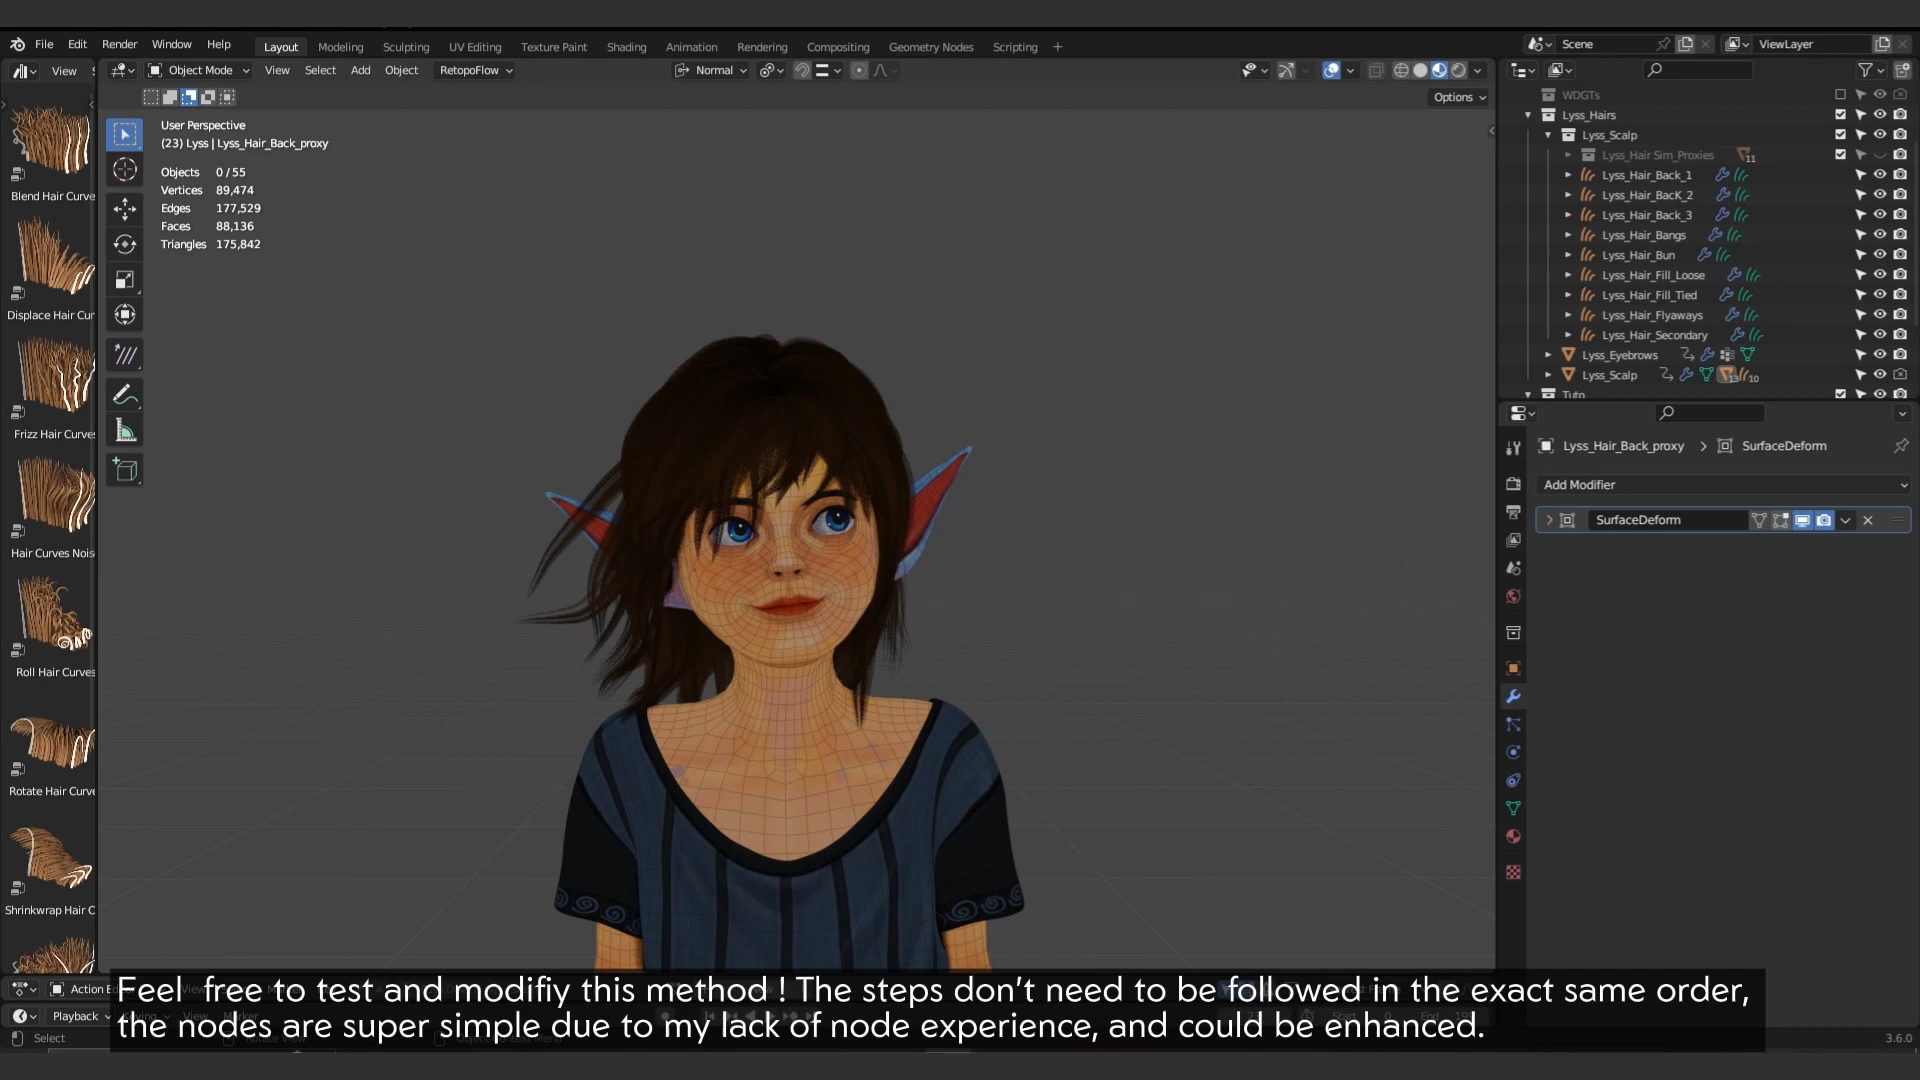 File Edit Render Window Help Layout Modeling Sculpting UV Editing Texture Paint Shading Animation Rendering Compositing Geometry Nodes Scripting + Scene ViewLayer
View Object Mode View Select Add Object RetopoFlow Normal
Options
User Perspective
(23) Lyss | Lyss_Hair_Back_proxy
Objects 0 / 55
Vertices 89,474
Edges 177,529
Faces 88,136
Triangles 175,842
Blend Hair Curve
Displace Hair Cur
Frizz Hair Curves
Hair Curves Nois
Roll Hair Curves
Rotate Hair Curve
Shrinkwrap Hair C
WDGTs
Lyss_Hairs
Lyss_Scalp
Lyss_Hair Sim_Proxies 11
Lyss_Hair_Back_1
Lyss_Hair_BacK_2
Lyss_Hair_Back_3
Lyss_Hair_Bangs
Lyss_Hair_Bun
Lyss_Hair_Fill_Loose
Lyss_Hair_Fill_Tied
Lyss_Hair_Flyaways
Lyss_Hair_Secondary
Lyss_Eyebrows
Lyss_Scalp 13 10
Tuto
Lyss_Hair_Back_proxy > SurfaceDeform
Add Modifier
SurfaceDeform
Action
Playback
Select
3.6.0
Feel free to test and modifiy this method ! The steps don't need to be followed in the exact same order,
the nodes are super simple due to my lack of node experience, and could be enhanced.